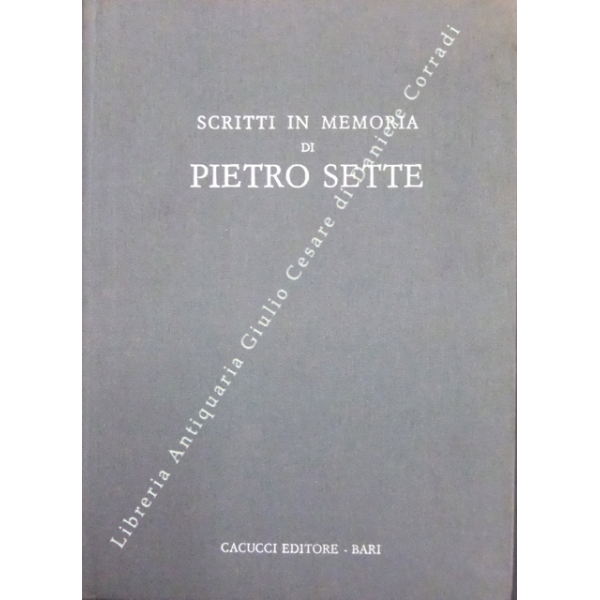 SCRITTI IN MEMORIA
DI
PIETRO SETTE
Libreria Antiquaria Giulio Cesare di Daniele Corradi
CACUCCI EDITORE - BARI